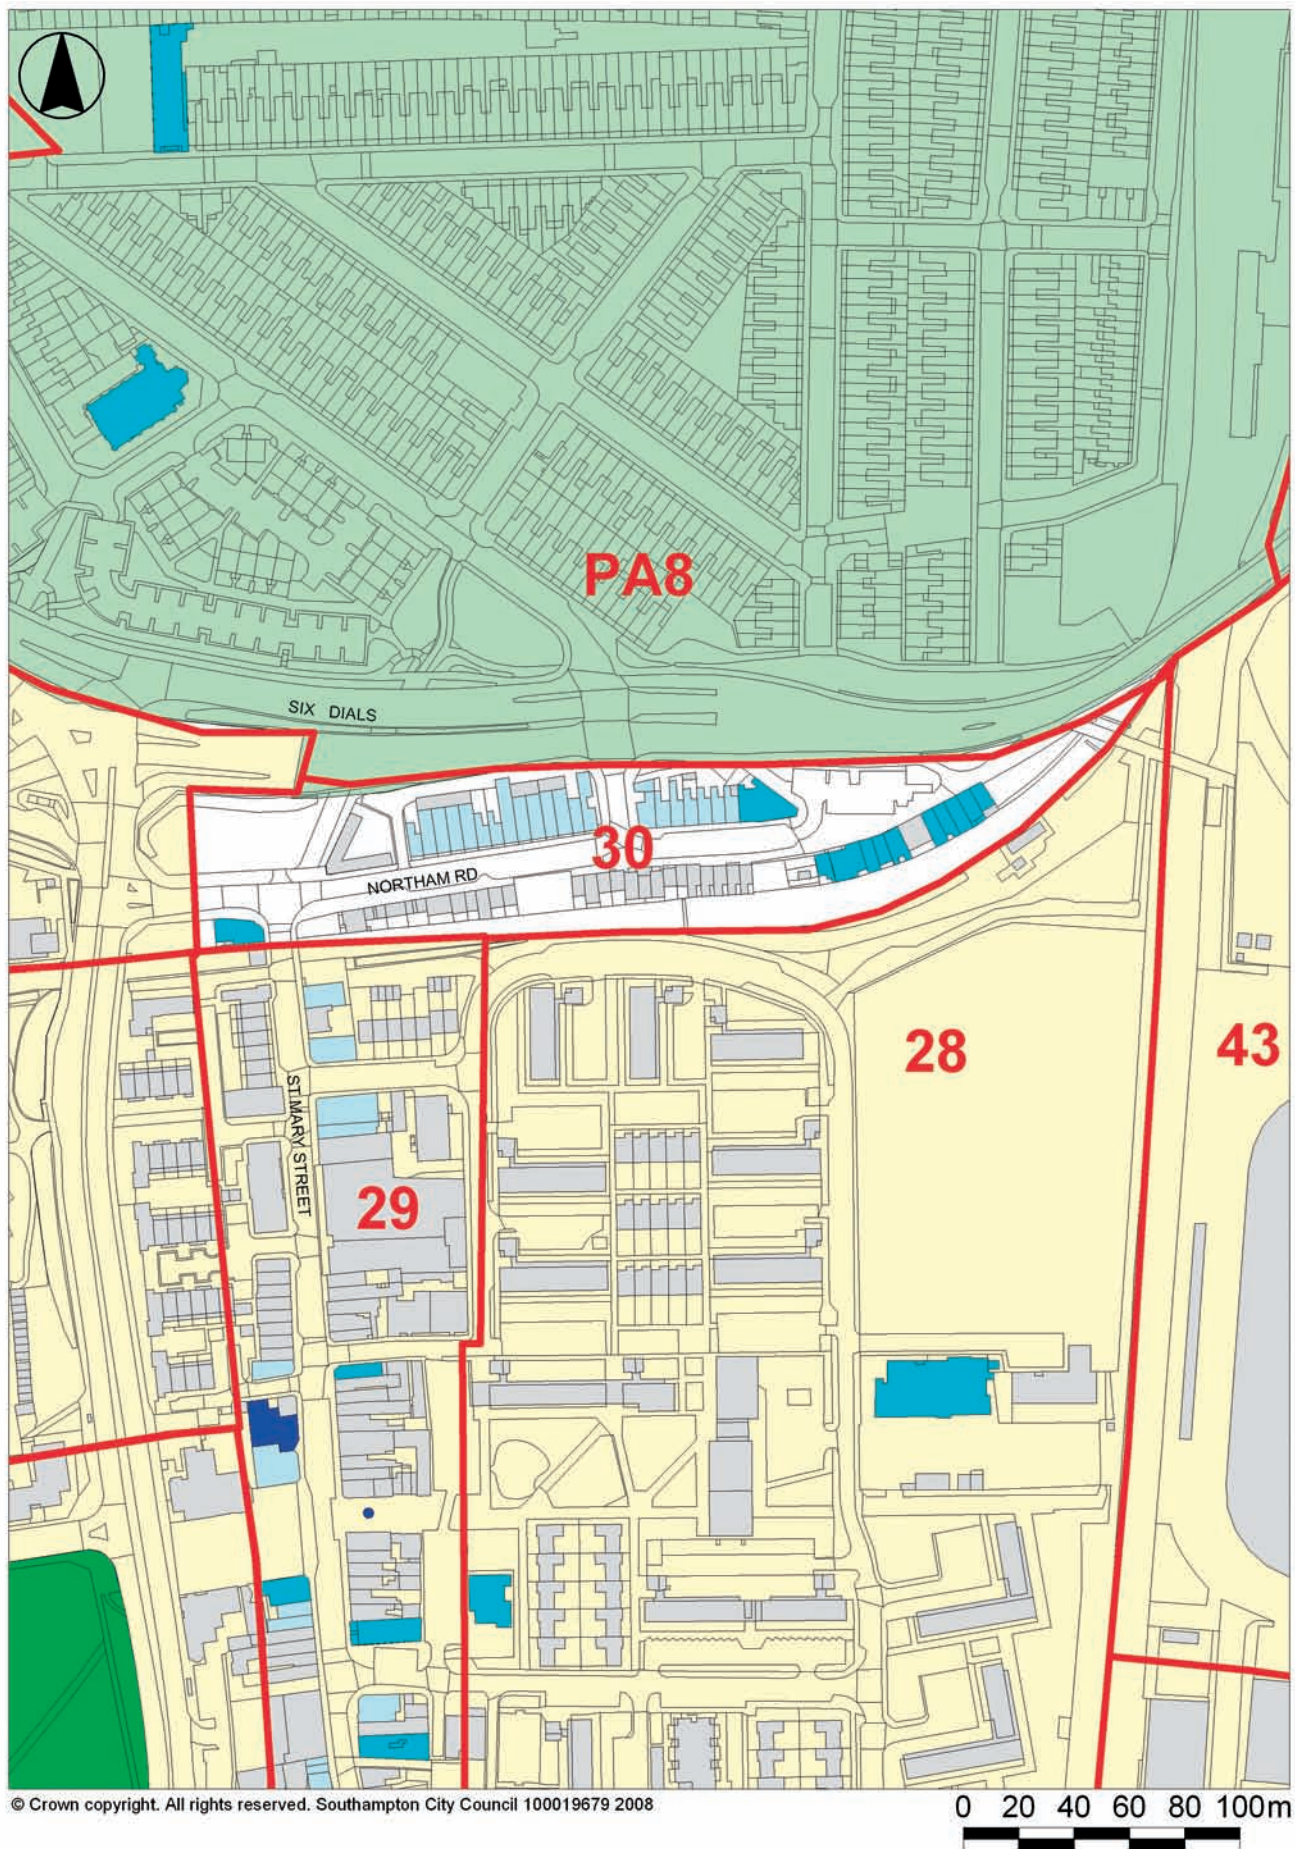 PA8
SIX DIALS
30
NORTHAM RD
28
43
ST MARY STREET
29
© Crown copyright. All rights reserved. Southampton City Council 100019679 2008
0 20 40 60 80 100m